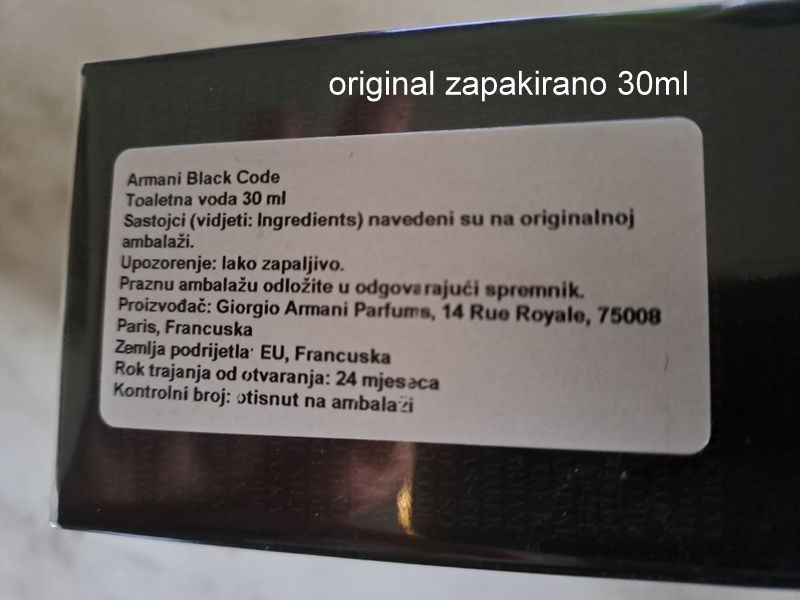 original zapakirano 30ml
Armani Black Code
Toaletna voda 30 ml
Sastojci (vidjeti: Ingredients) navedeni su na originalnoj
ambalaži.
Upozorenje: lako zapaljivo.
Praznu ambalažu odložite u odgovarajući spremnik.
Proizvođač: Giorgio Armani Parfums, 14 Rue Royale, 75008
Paris, Francuska
Zemlja podrijetla: EU, Francuska
Rok trajanja od otvaranja: 24 mjeseca
Kontrolni broj: otisnut na ambalaži